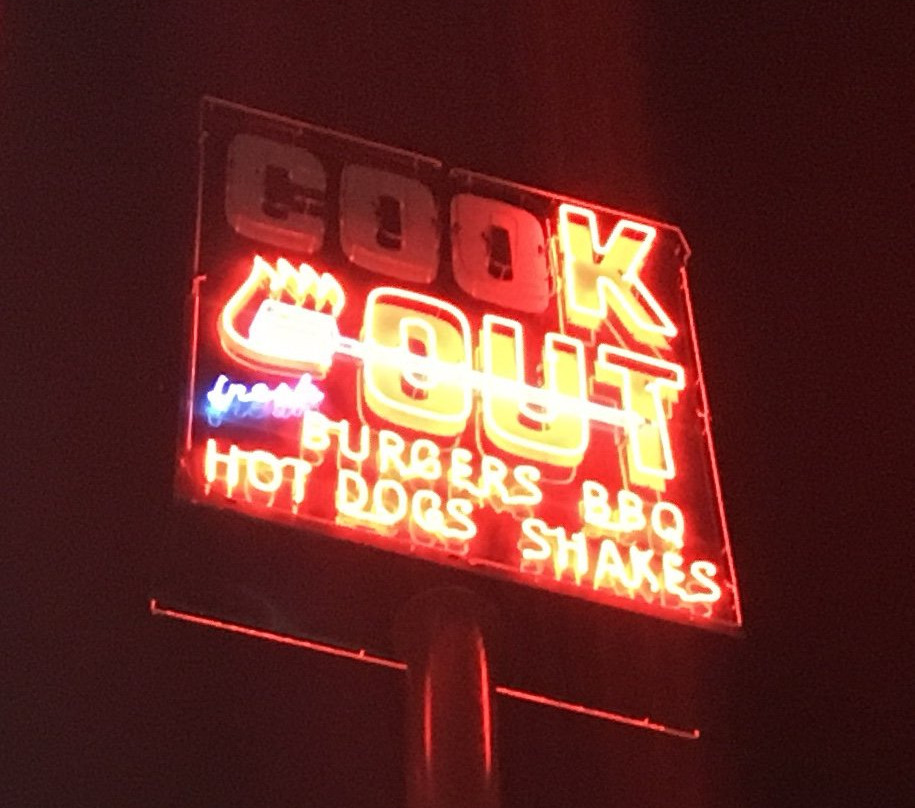 COOK
OUT
fresh
BURGERS BBQ
HOT DOGS SHAKES